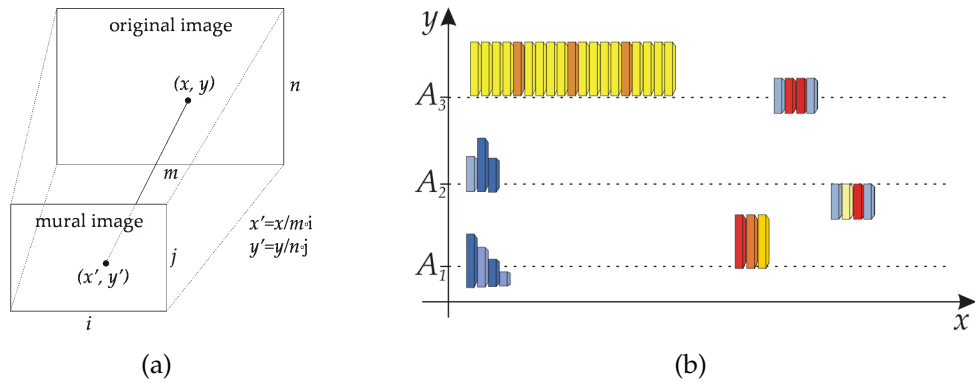 original image
(x, y)
n
m
mural image
x'=x/m·i
y'=y/n·j
j
(x', y')
i
(a)
y
A3
A2
A1
x
(b)